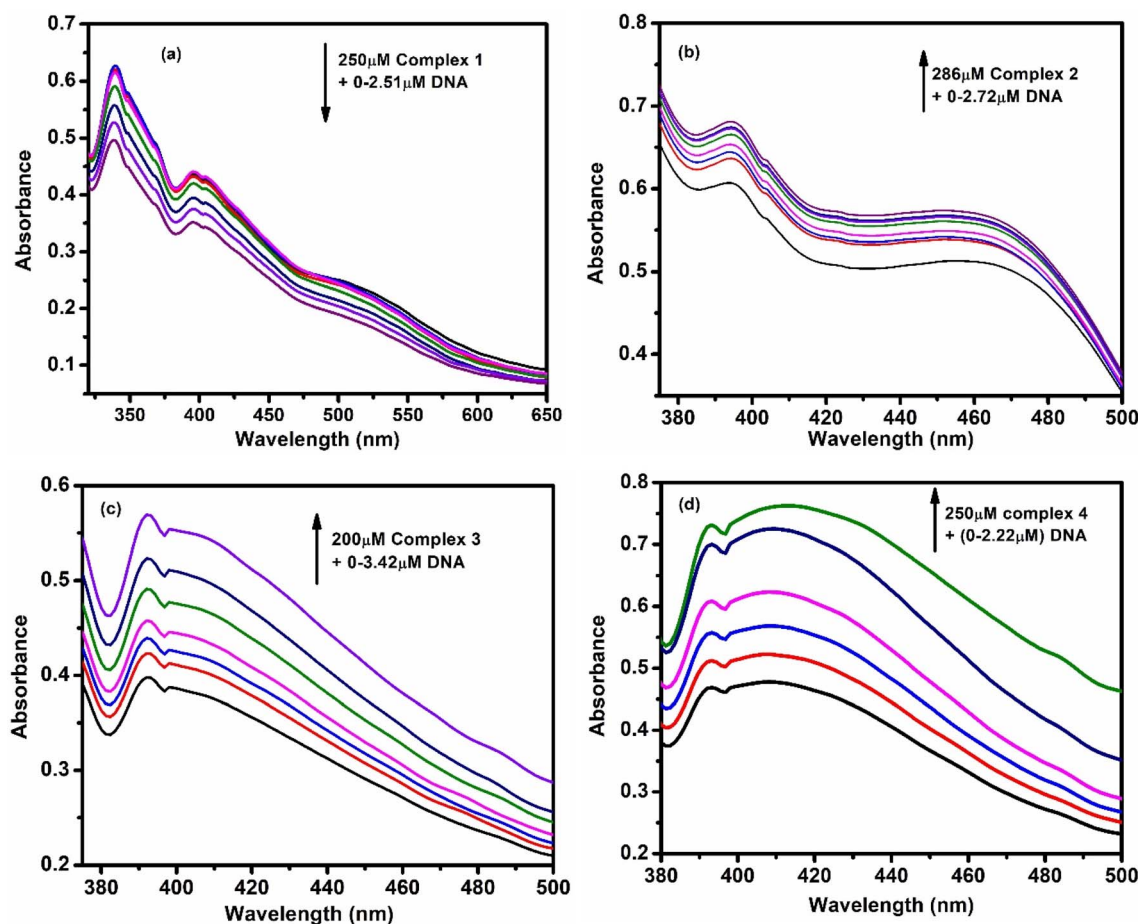 (a)
250μM Complex 1
+ 0-2.51μM DNA
0.7
0.6
0.5
0.4
0.3
0.2
0.1
Absorbance
350 400 450 500 550 600 650
Wavelength (nm)
(b)
286μM Complex 2
+ 0-2.72μM DNA
0.8
0.7
0.6
0.5
0.4
Absorbance
380 400 420 440 460 480 500
Wavelength (nm)
(c)
200μM Complex 3
+ 0-3.42μM DNA
0.6
0.5
0.4
0.3
0.2
Absorbance
380 400 420 440 460 480 500
Wavelength (nm)
(d)
250μM complex 4
+ (0-2.22μM) DNA
0.8
0.7
0.6
0.5
0.4
0.3
0.2
Absorbance
380 400 420 440 460 480 500
Wavelength (nm)